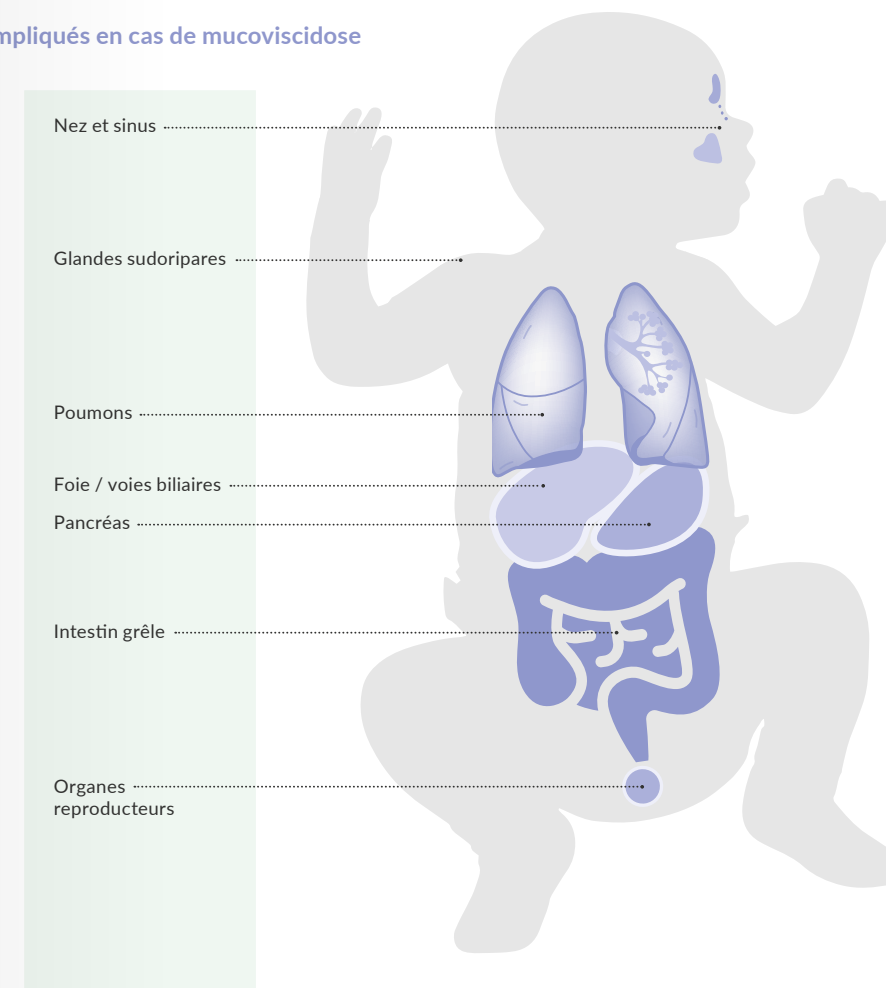 mpliqués en cas de mucoviscidose
Nez et sinus
Glandes sudoripares
Poumons
Foie / voies biliaires
Pancréas
Intestin grêle
Organes
reproducteurs